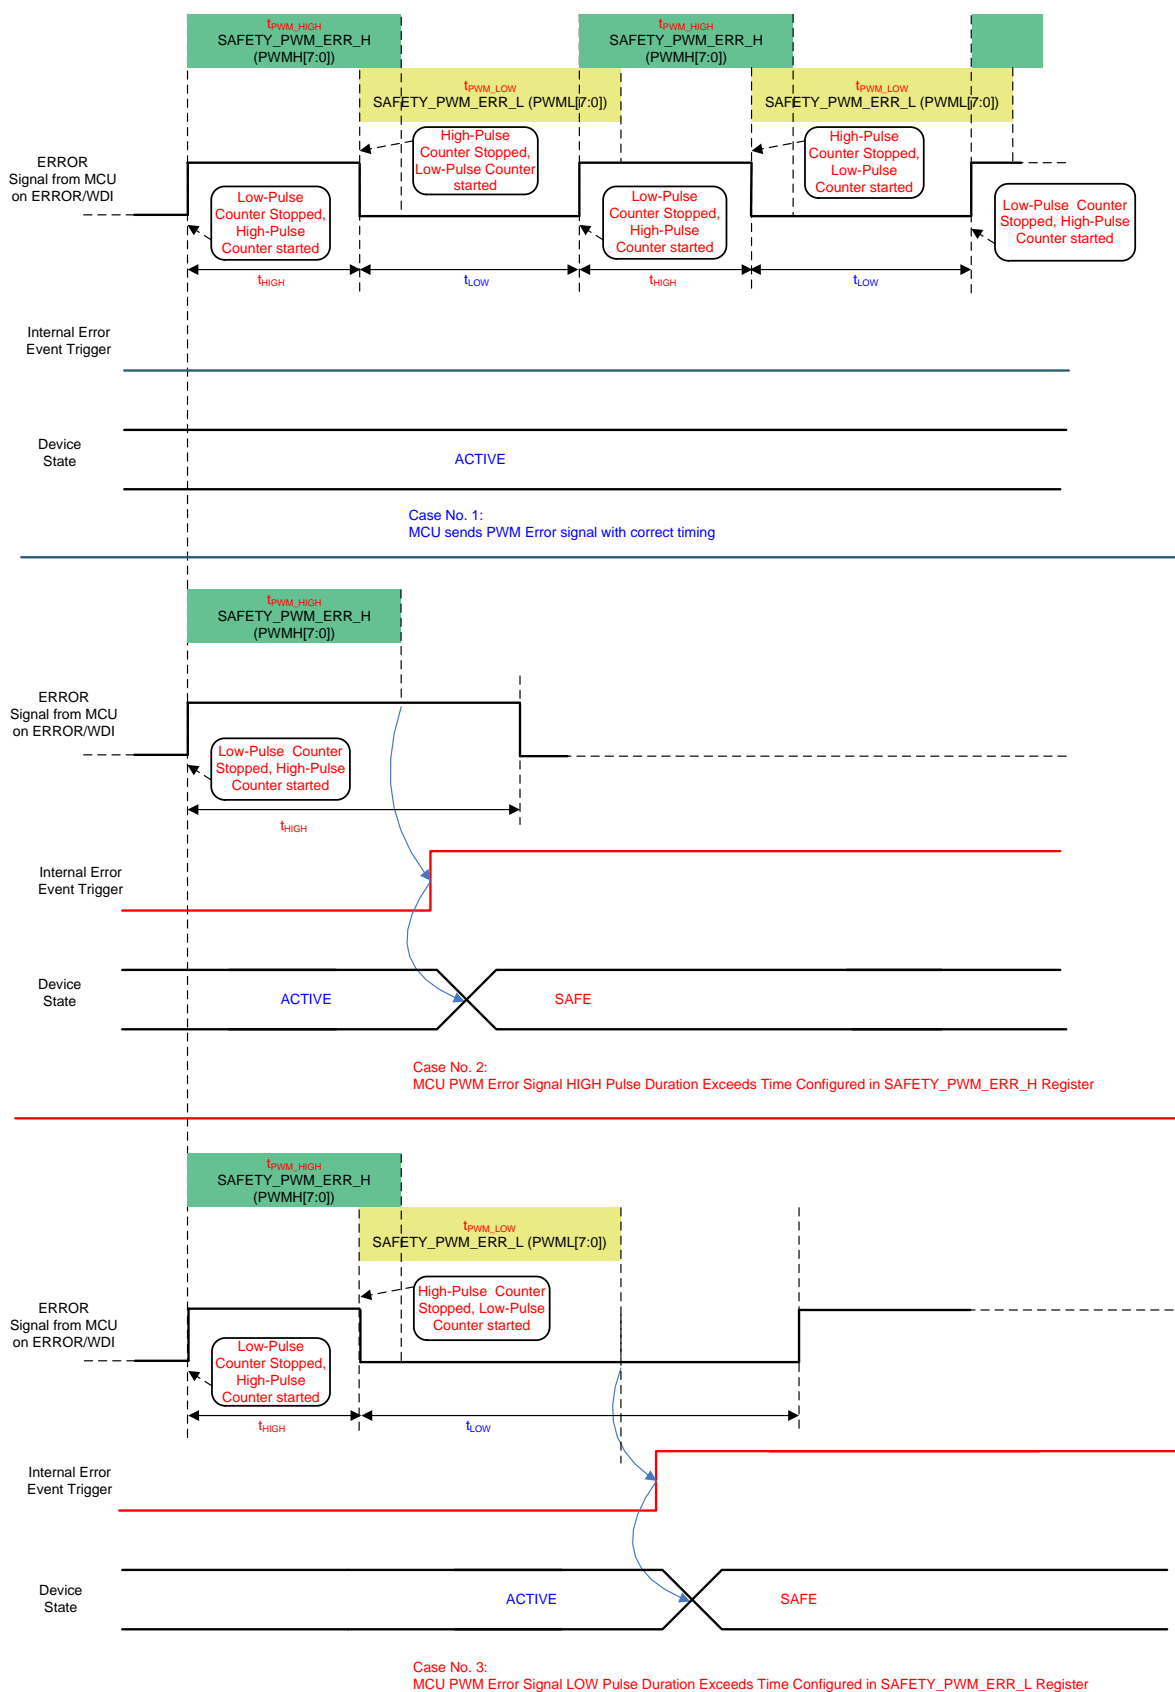 tPWM_HIGH
SAFETY_PWM_ERR_H
(PWMH[7:0])
tPWM_HIGH
SAFETY_PWM_ERR_H
(PWMH[7:0])
tPWM_LOW
SAFETY_PWM_ERR_L (PWML[7:0])
tPWM_LOW
SAFETY_PWM_ERR_L (PWML[7:0])
ERROR
Signal from MCU
on ERROR/WDI
High-Pulse
Counter Stopped,
Low-Pulse Counter
started
High-Pulse
Counter Stopped,
Low-Pulse
Counter started
Low-Pulse
Counter Stopped,
High-Pulse
Counter started
Low-Pulse
Counter Stopped,
High-Pulse
Counter started
Low-Pulse Counter
Stopped, High-Pulse
Counter started
tHIGH
tLOW
tHIGH
tLOW
Internal Error
Event Trigger
Device
State
ACTIVE
Case No. 1:
MCU sends PWM Error signal with correct timing
tPWM_HIGH
SAFETY_PWM_ERR_H
(PWMH[7:0])
ERROR
Signal from MCU
on ERROR/WDI
Low-Pulse Counter
Stopped, High-Pulse
Counter started
tHIGH
Internal Error
Event Trigger
Device
State
ACTIVE
SAFE
Case No. 2:
MCU PWM Error Signal HIGH Pulse Duration Exceeds Time Configured in SAFETY_PWM_ERR_H Register
tPWM_HIGH
SAFETY_PWM_ERR_H
(PWMH[7:0])
tPWM_LOW
SAFETY_PWM_ERR_L (PWML[7:0])
ERROR
Signal from MCU
on ERROR/WDI
High-Pulse Counter
Stopped, Low-Pulse
Counter started
Low-Pulse
Counter Stopped,
High-Pulse
Counter started
tHIGH
tLOW
Internal Error
Event Trigger
Device
State
ACTIVE
SAFE
Case No. 3:
MCU PWM Error Signal LOW Pulse Duration Exceeds Time Configured in SAFETY_PWM_ERR_L Register